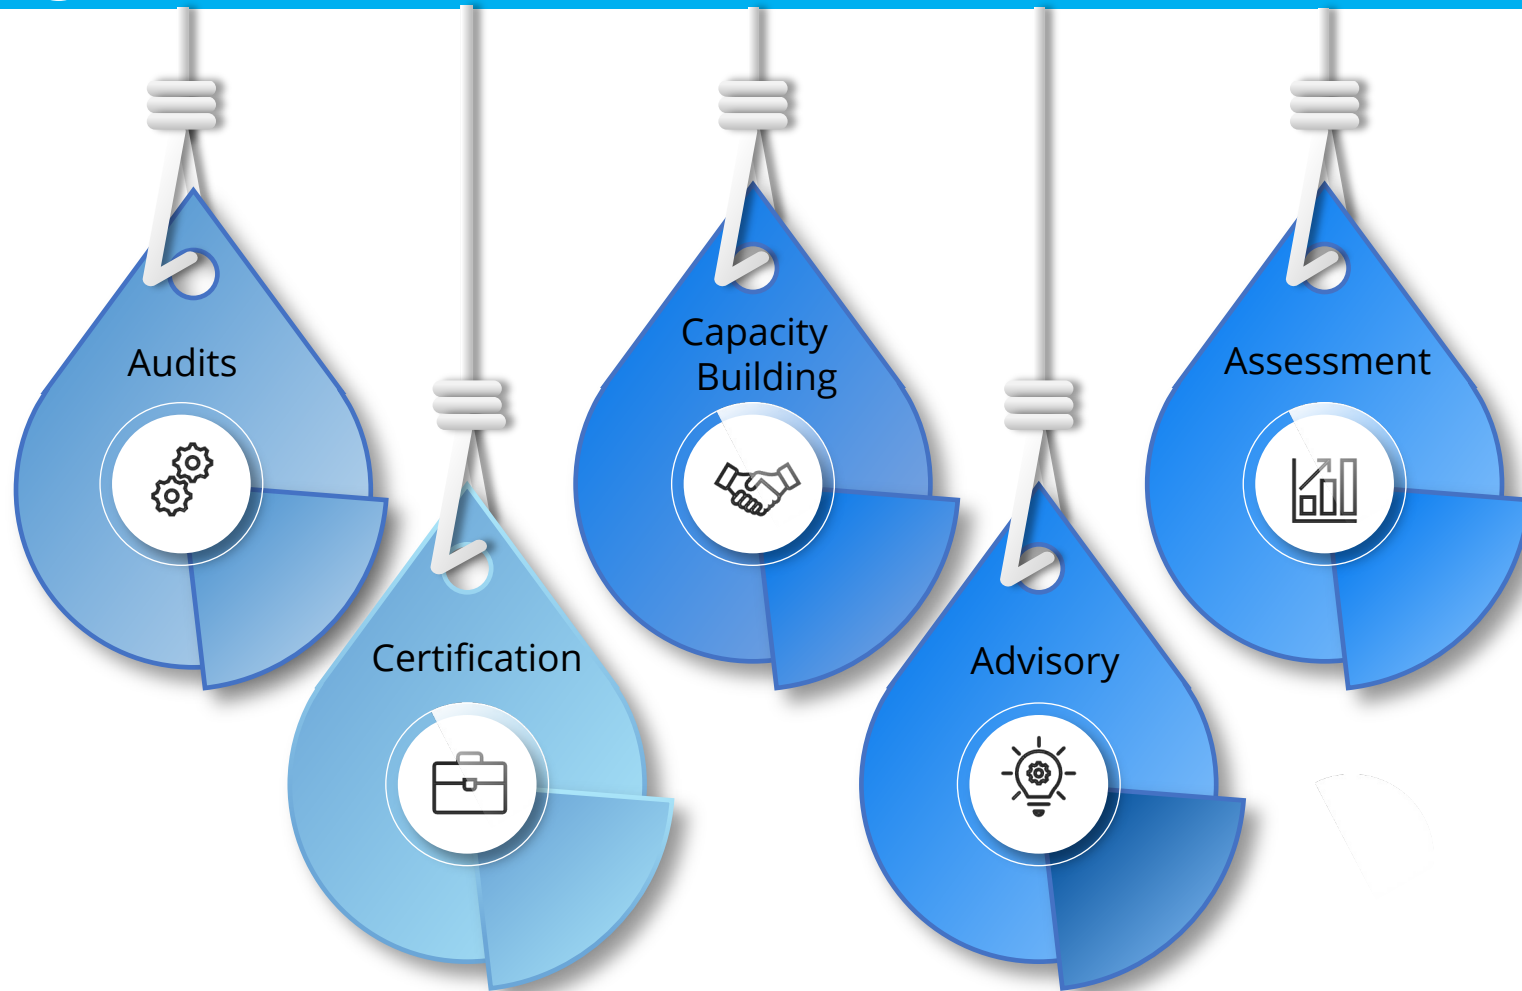 Audits
Certification
Capacity
Building
Advisory
Assessment